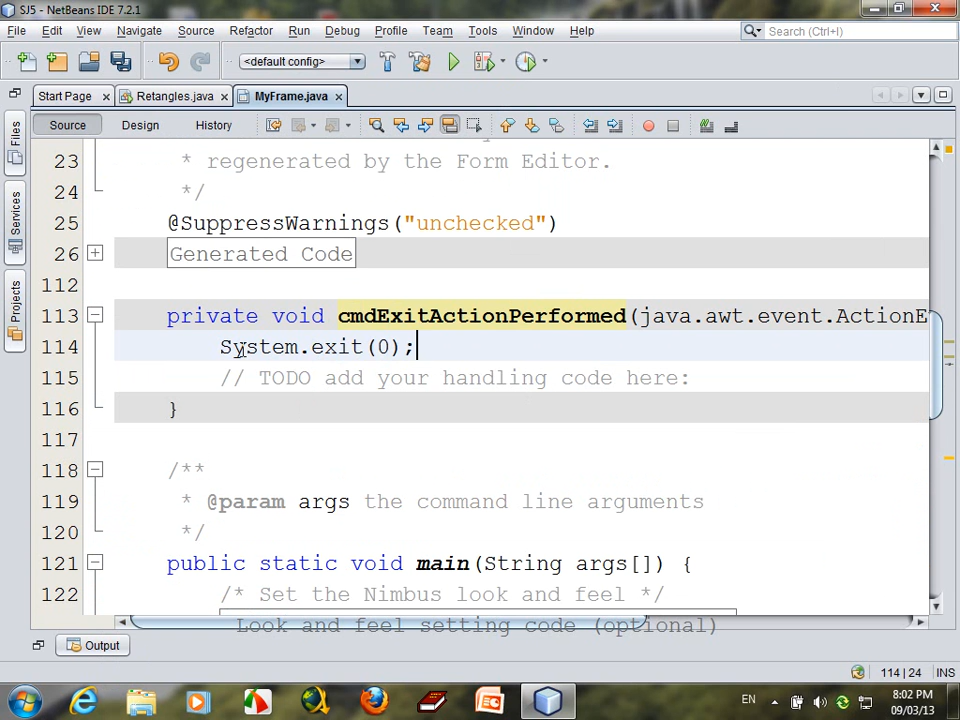 SJ5 - NetBeans IDE 7.2.1
File Edit View Navigate Source Refactor Run Debug Profile Team Tools Window Help
Search (Ctrl+I)
<default config>
Start Page Retangles.java MyFrame.java
Source Design History
Files
Services
Projects
23 * regenerated by the Form Editor.
24 */
25 @SuppressWarnings("unchecked")
26 Generated Code
112
113 private void cmdExitActionPerformed(java.awt.event.ActionE
114 System.exit(0);
115 // TODO add your handling code here:
116 }
117
118 /**
119 * @param args the command line arguments
120 */
121 public static void main(String args[]) {
122 /* Set the Nimbus look and feel */
Look and feel setting code (optional)
Output
114 | 24 INS
EN
8:02 PM
09/03/13